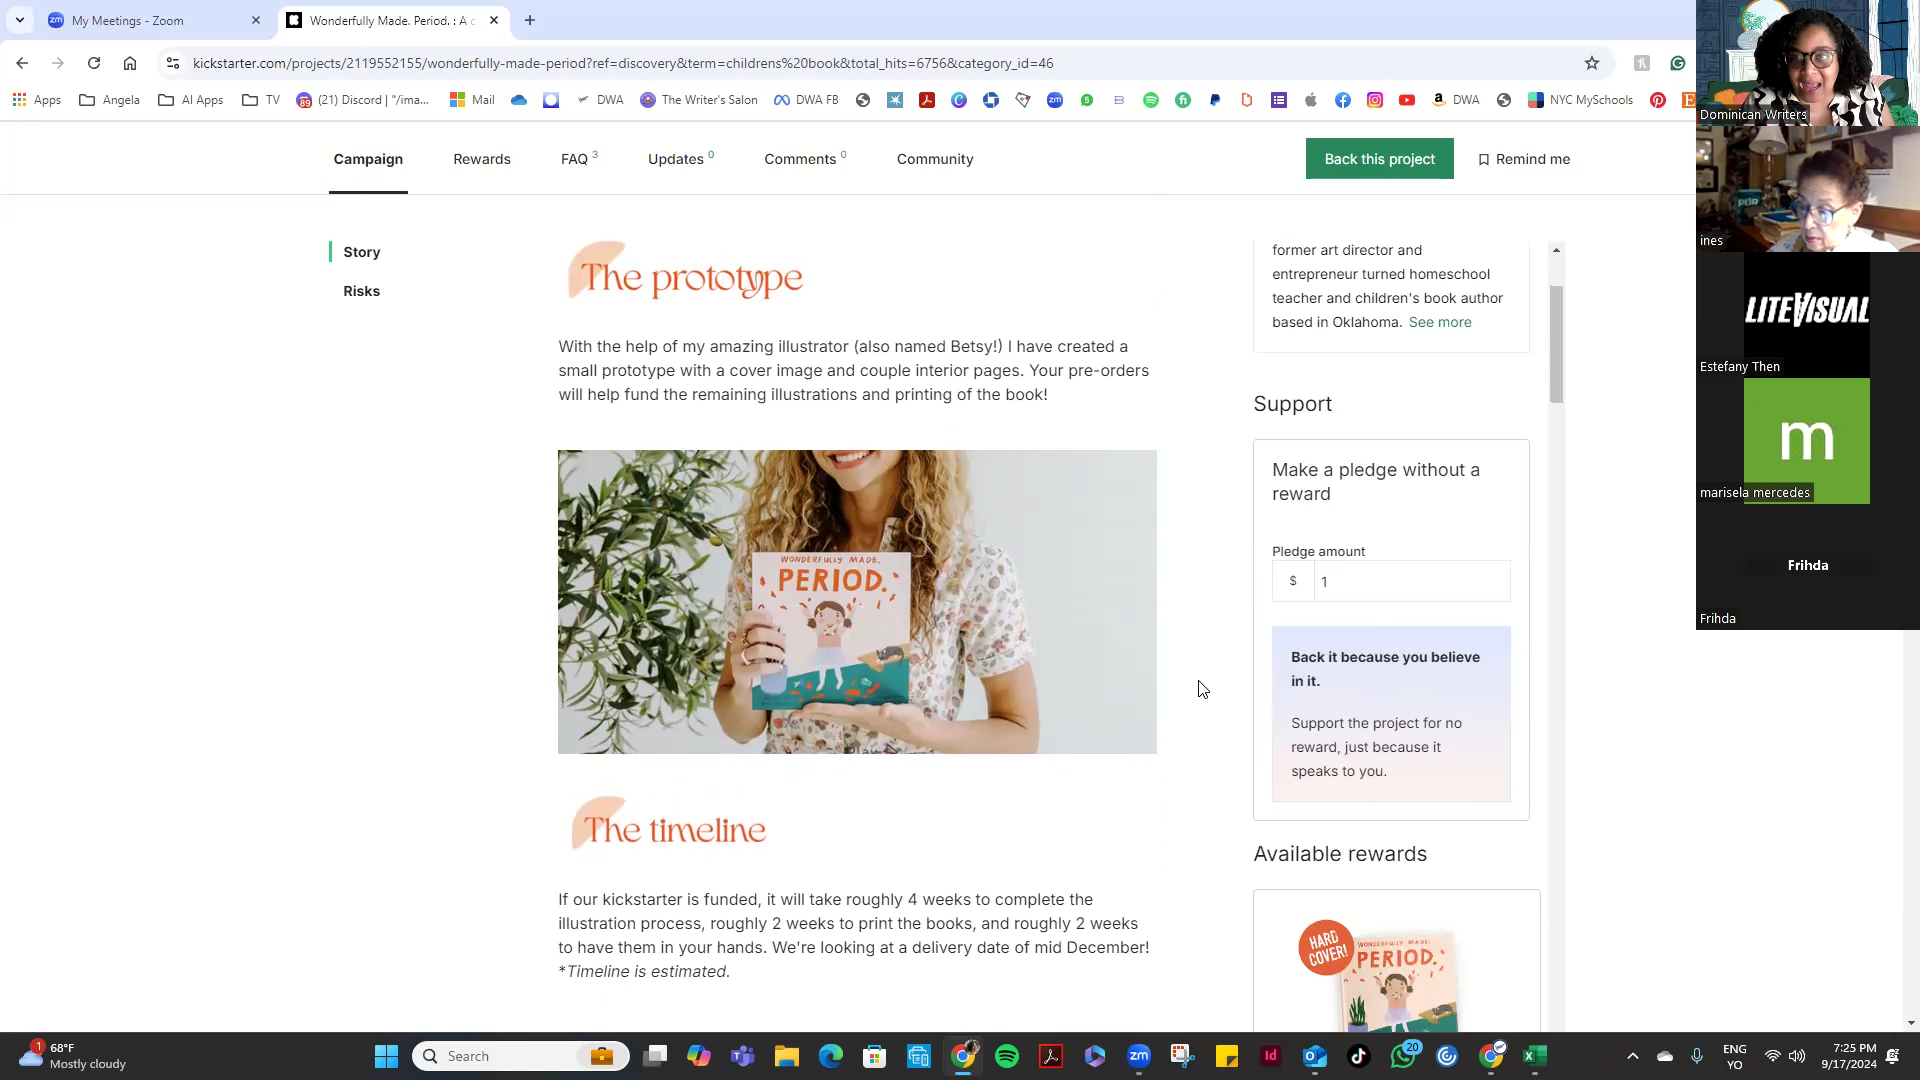 My Meetings - Zoom
Wonderfully Made. Period. : A c
kickstarter.com/projects/2119552155/wonderfully-made-period?ref=discovery&term=childrens%20book&total_hits=6756&category_id=46
Apps
Angela
AI Apps
TV
(21) Discord | "/ima...
Mail
DWA
The Writer's Salon
DWA FB
DWA
NYC MySchools
Campaign
Rewards
FAQ 3
Updates 0
Comments 0
Community
Back this project
Remind me
Story
Risks
The prototype
With the help of my amazing illustrator (also named Betsy!) I have created a
small prototype with a cover image and couple interior pages. Your pre-orders
will help fund the remaining illustrations and printing of the book!
WONDERFULLY MADE.
PERIOD.
The timeline
If our kickstarter is funded, it will take roughly 4 weeks to complete the
illustration process, roughly 2 weeks to print the books, and roughly 2 weeks
to have them in your hands. We're looking at a delivery date of mid December!
*Timeline is estimated.
former art director and
entrepreneur turned homeschool
teacher and children's book author
based in Oklahoma. See more
Support
Make a pledge without a
reward
Pledge amount
$ 1
Back it because you believe
in it.
Support the project for no
reward, just because it
speaks to you.
Available rewards
HARD
COVER!
WONDERFULLY MADE.
PERIOD.
Dominican Writers
ines
LITEVISUAL
Estefany Then
m
marisela mercedes
Frihda
Frihda
1
68°F
Mostly cloudy
Search
20
ENG
YO
7:25 PM
9/17/2024